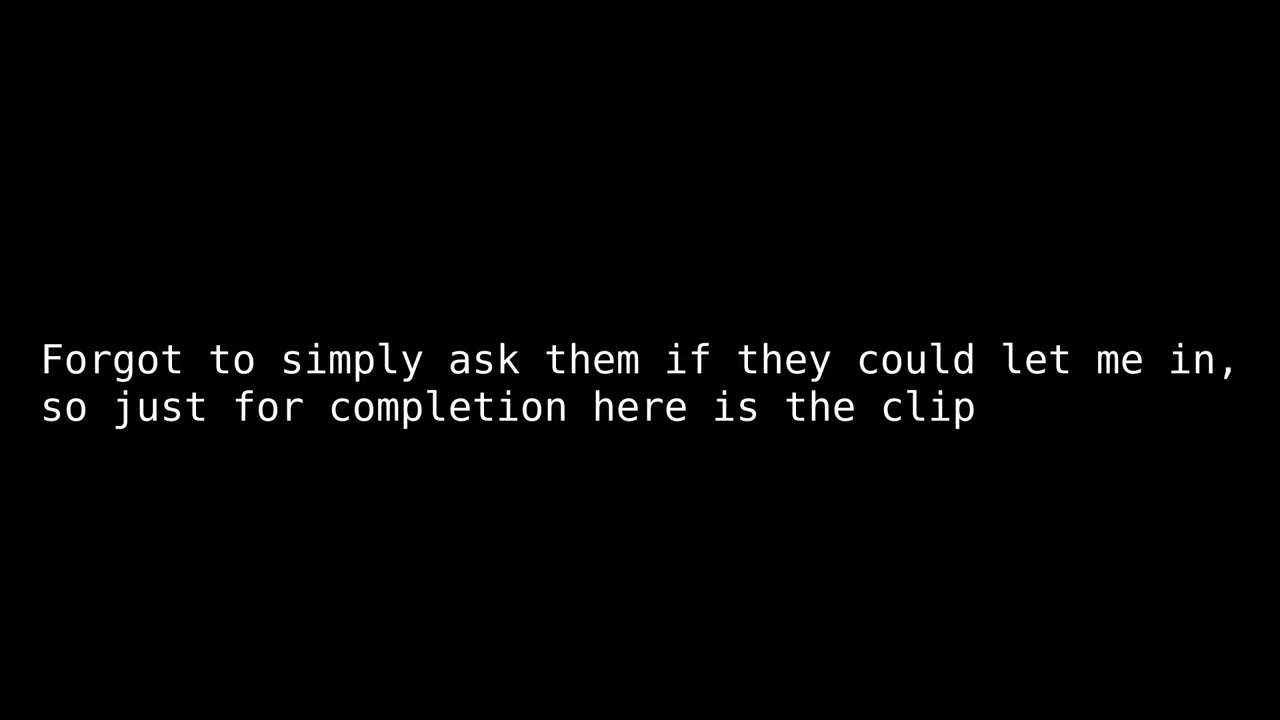 Forgot to simply ask them if they could let me in,
so just for completion here is the clip